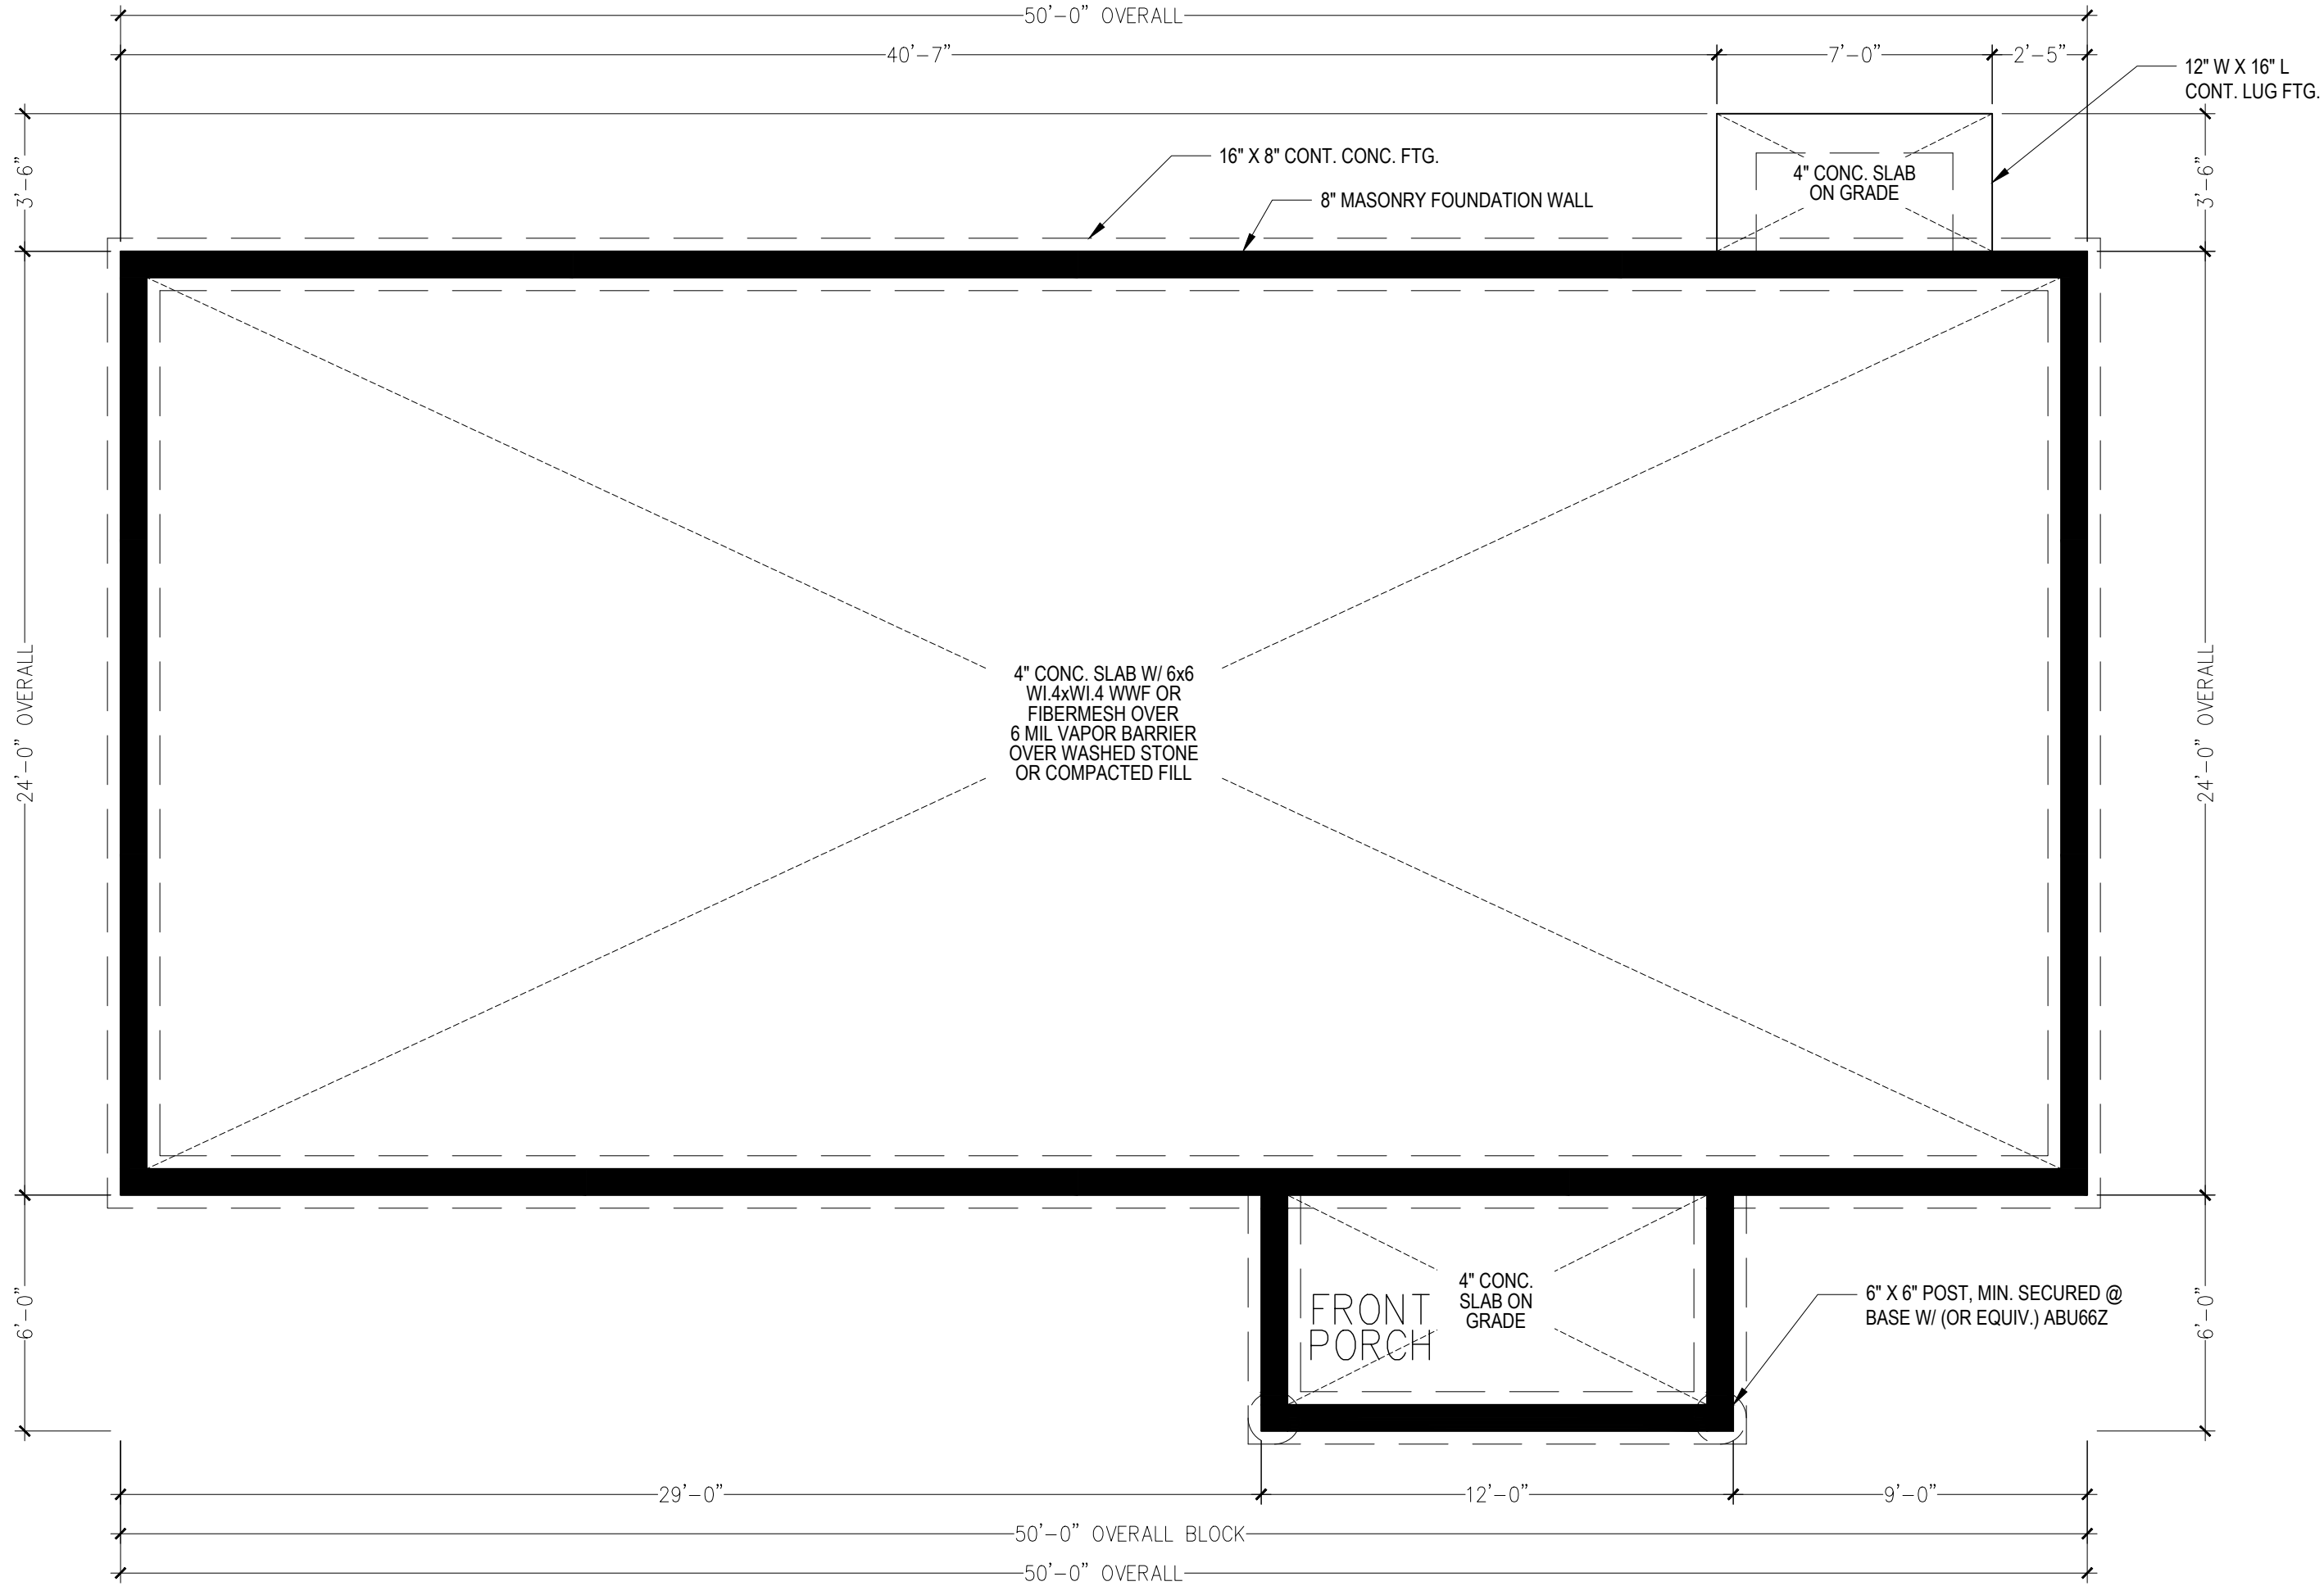 50'-0" OVERALL
40'-7"
7'-0"
2'-5"
12" W X 16" L
CONT. LUG FTG.
3'-6"
16" X 8" CONT. CONC. FTG.
8" MASONRY FOUNDATION WALL
4" CONC. SLAB
ON GRADE
3'-6"
24'-0" OVERALL
4" CONC. SLAB W/ 6x6
WI.4xWI.4 WWF OR
FIBERMESH OVER
6 MIL VAPOR BARRIER
OVER WASHED STONE
OR COMPACTED FILL
24'-0" OVERALL
6'-0"
FRONT
PORCH
4" CONC.
SLAB ON
GRADE
6" X 6" POST, MIN. SECURED @
BASE W/ (OR EQUIV.) ABU66Z
6'-0"
29'-0"
12'-0"
9'-0"
50'-0" OVERALL BLOCK
50'-0" OVERALL